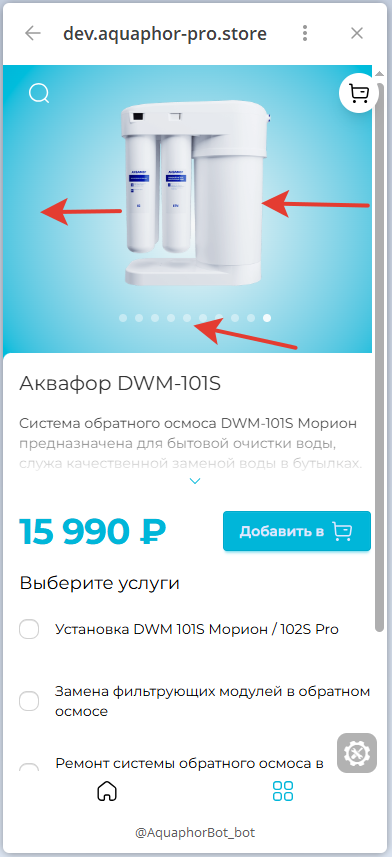 dev.aquaphor-pro.store
Аквафор DWM-101S
Система обратного осмоса DWM-101S Морион
предназначена для бытовой очистки воды,
служа качественной заменой воды в бутылках.
15 990 ₽
Добавить в
Выберите услуги
Установка DWM 101S Морион / 102S Pro
Замена фильтрующих модулей в обратном
осмосе
Ремонт системы обратного осмоса в
@AquaphorBot_bot